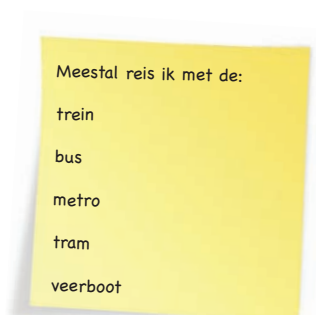 Meestal reis ik met de:
trein
bus
metro
tram
veerboot